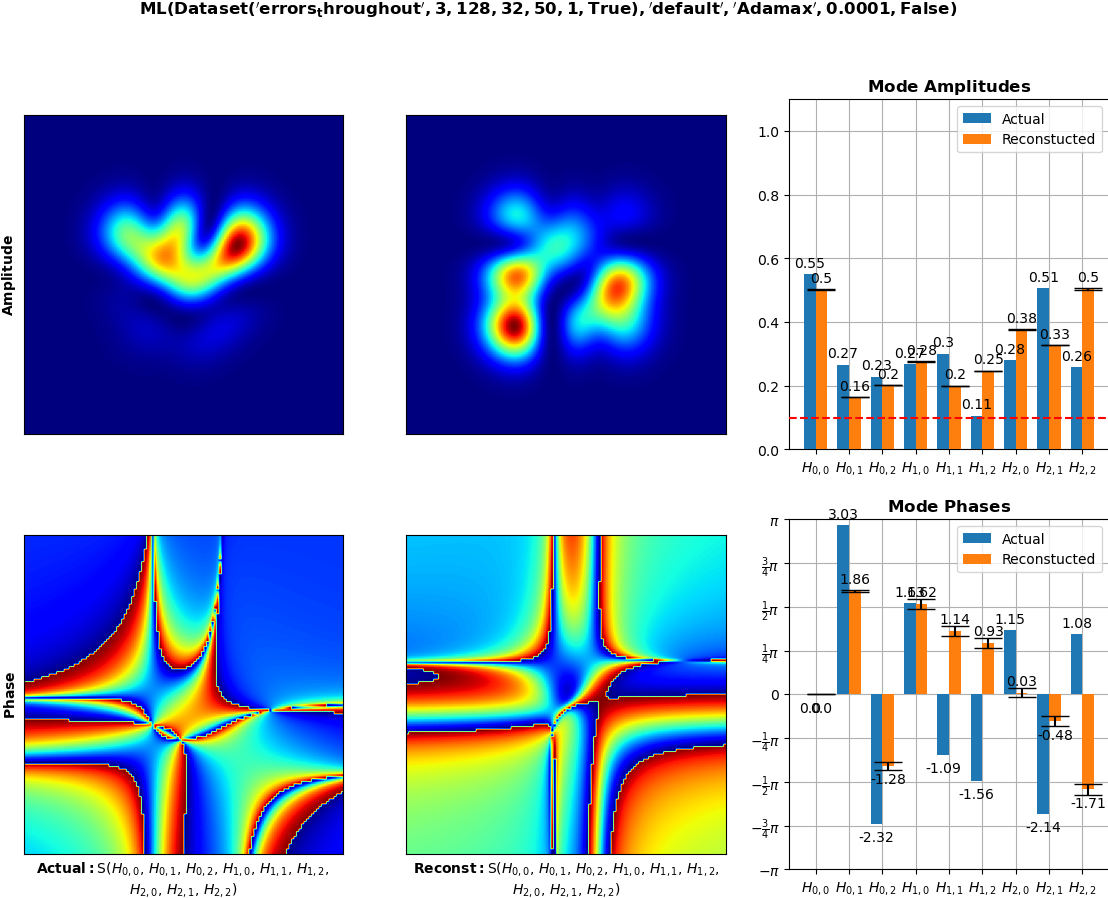 ML(Dataset('errors_throughout', 3, 128, 32, 50, 1, True), 'default', 'Adamax', 0.0001, False)
Amplitude
Mode Amplitudes
Actual
Reconstucted
1.0
0.8
0.6
0.4
0.2
0.0
0.55
0.5
0.27
0.16
0.23
0.2
0.27
0.28
0.3
0.2
0.11
0.25
0.28
0.38
0.51
0.33
0.26
0.5
H0,0 H0,1 H0,2 H1,0 H1,1 H1,2 H2,0 H2,1 H2,2
Phase
Actual: S(H0,0, H0,1, H0,2, H1,0, H1,1, H1,2,
H2,0, H2,1, H2,2)
Reconst: S(H0,0, H0,1, H0,2, H1,0, H1,1, H1,2,
H2,0, H2,1, H2,2)
Mode Phases
Actual
Reconstucted
π
3/4π
1/2π
1/4π
0
−1/4π
−1/2π
−3/4π
−π
0.0
0.0
3.03
1.86
-2.32
-1.28
1.63
1.62
-1.09
1.14
-1.56
0.93
1.15
0.03
-2.14
-0.48
1.08
-1.71
H0,0 H0,1 H0,2 H1,0 H1,1 H1,2 H2,0 H2,1 H2,2